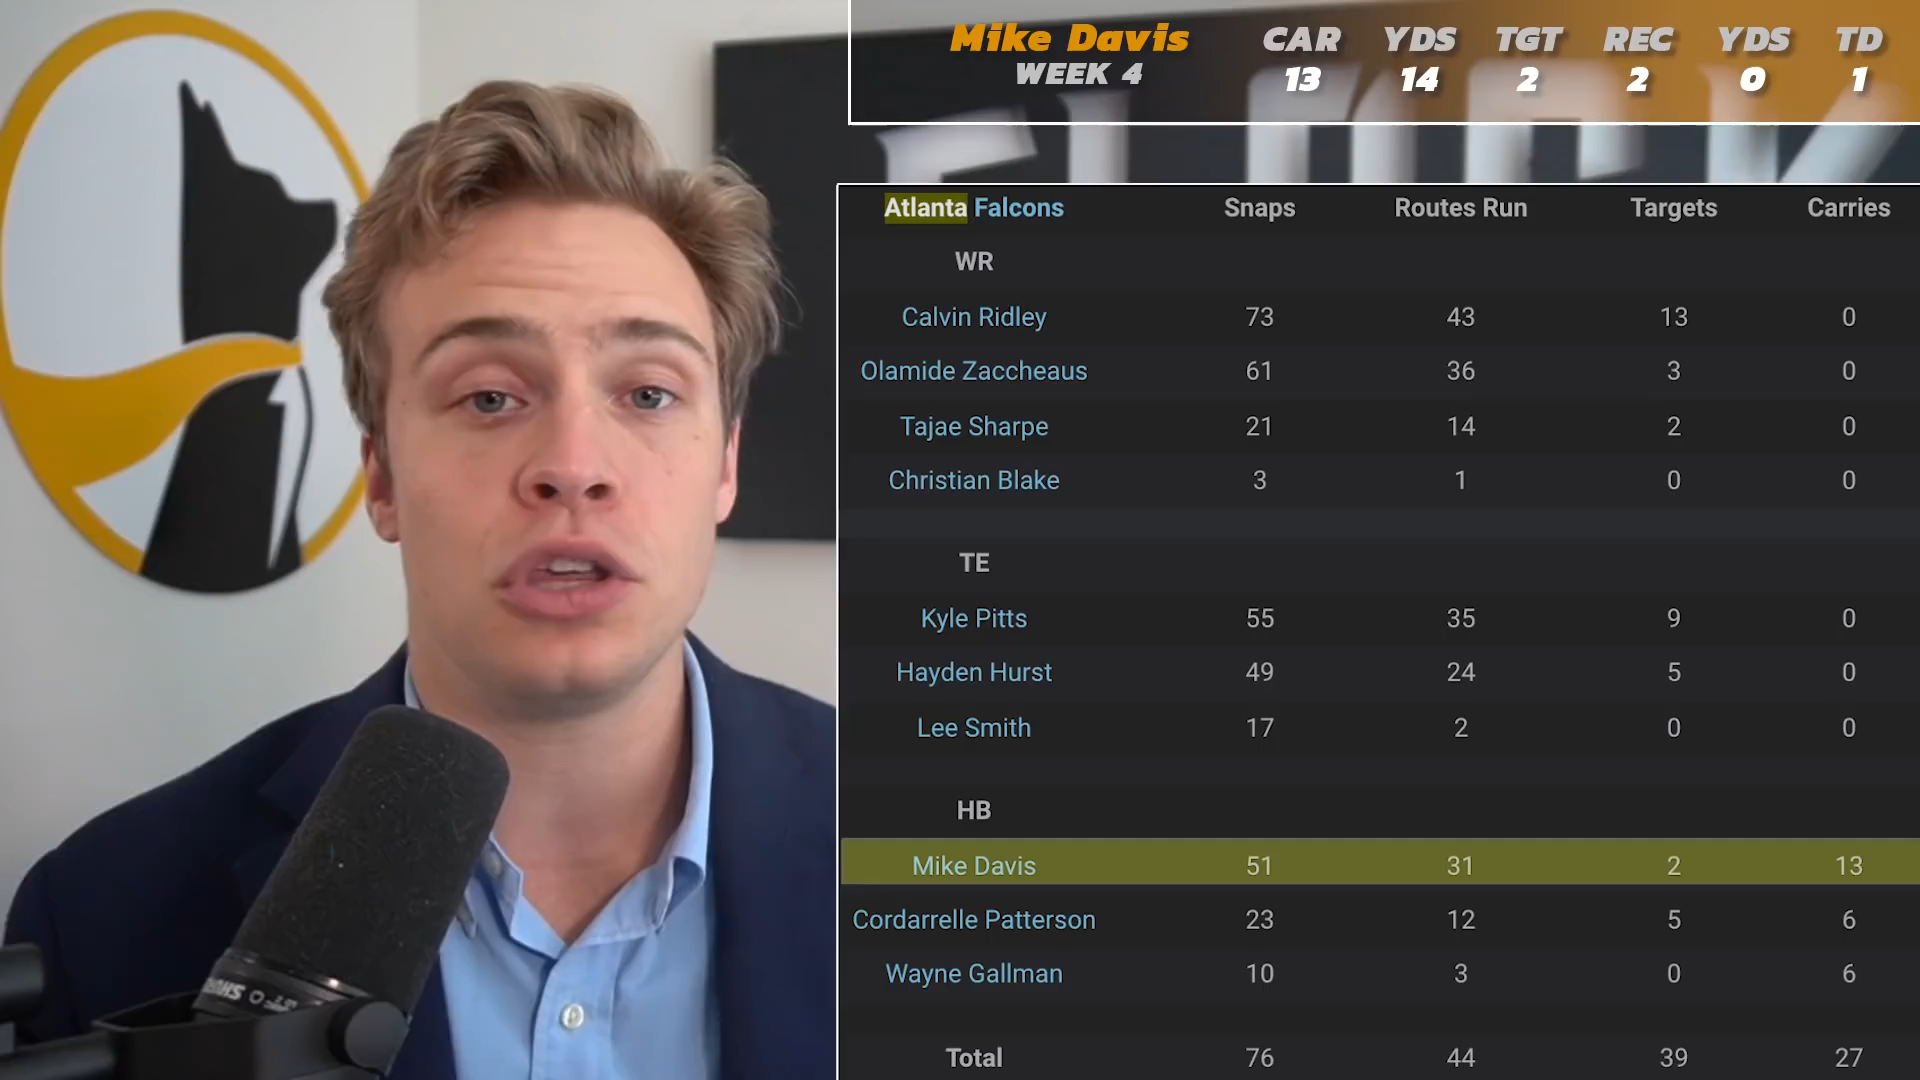 Mike Davis CAR YDS TGT REC YDS TD
WEEK 4 13 14 2 2 0 1
Atlanta Falcons Snaps Routes Run Targets Carries
WR
Calvin Ridley 73 43 13 0
Olamide Zaccheaus 61 36 3 0
Tajae Sharpe 21 14 2 0
Christian Blake 3 1 0 0
TE
Kyle Pitts 55 35 9 0
Hayden Hurst 49 24 5 0
Lee Smith 17 2 0 0
HB
Mike Davis 51 31 2 13
Cordarrelle Patterson 23 12 5 6
Wayne Gallman 10 3 0 6
Total 76 44 39 27